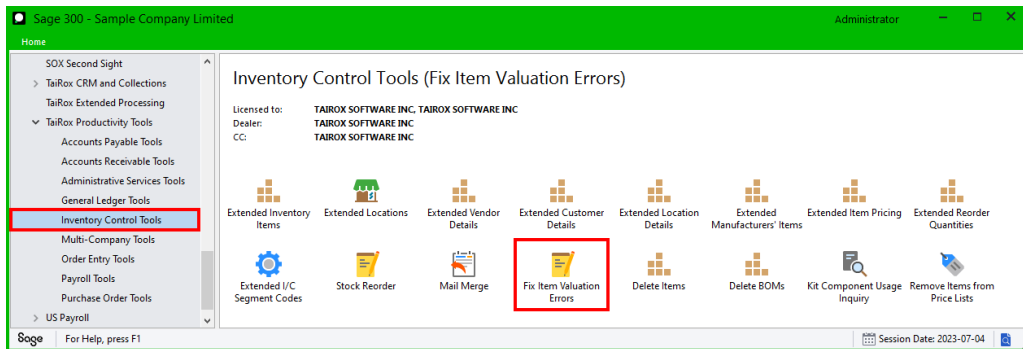 Sage 300 - Sample Company Limited
Administrator
Home
SOX Second Sight
TaiRox CRM and Collections
TaiRox Extended Processing
TaiRox Productivity Tools
Accounts Payable Tools
Accounts Receivable Tools
Administrative Services Tools
General Ledger Tools
Inventory Control Tools
Multi-Company Tools
Order Entry Tools
Payroll Tools
Purchase Order Tools
US Payroll
Inventory Control Tools (Fix Item Valuation Errors)
Licensed to: TAIROX SOFTWARE INC, TAIROX SOFTWARE INC
Dealer: TAIROX SOFTWARE INC
CC: TAIROX SOFTWARE INC
Extended Inventory Items
Extended Locations
Extended Vendor Details
Extended Customer Details
Extended Location Details
Extended Manufacturers' Items
Extended Item Pricing
Extended Reorder Quantities
Extended I/C Segment Codes
Stock Reorder
Mail Merge
Fix Item Valuation Errors
Delete Items
Delete BOMs
Kit Component Usage Inquiry
Remove Items from Price Lists
Sage For Help, press F1
Session Date: 2023-07-04